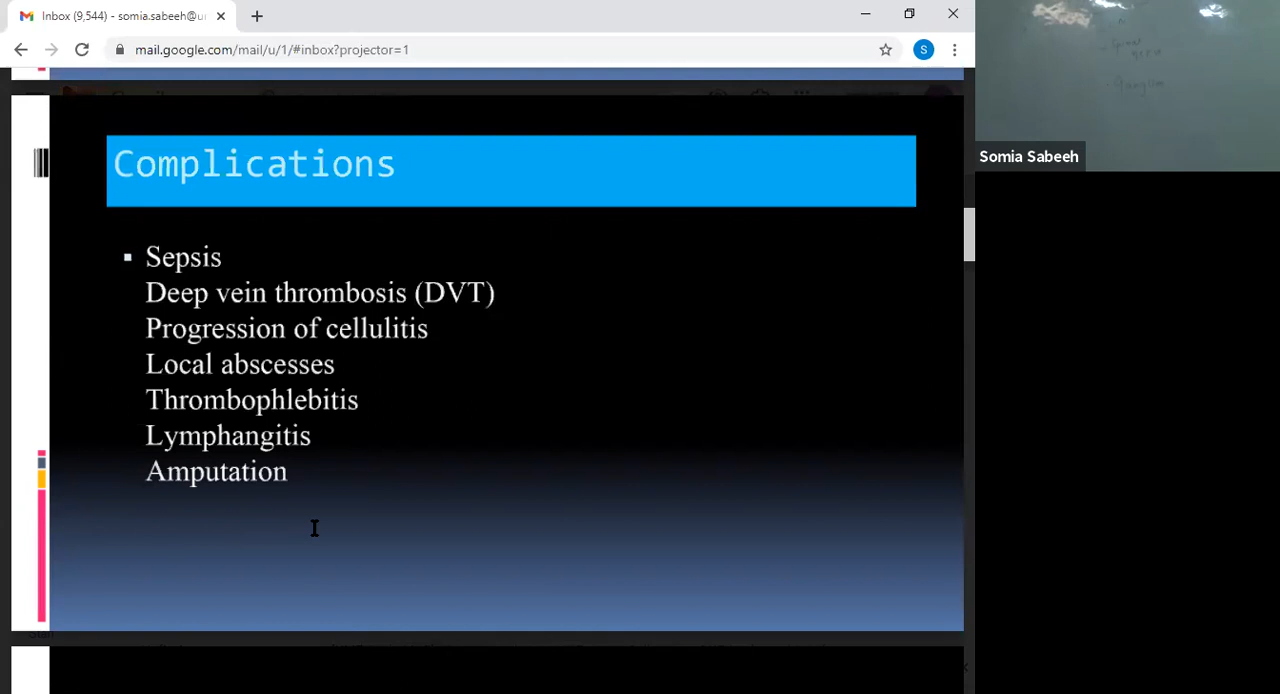 Inbox (9,544) - somia.sabeeh@u
mail.google.com/mail/u/1/#inbox?projector=1
S
Somia Sabeeh
Complications
Sepsis
Deep vein thrombosis (DVT)
Progression of cellulitis
Local abscesses
Thrombophlebitis
Lymphangitis
Amputation